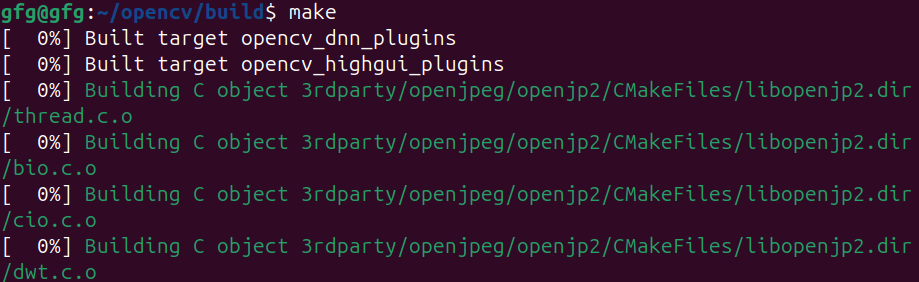 gfg@gfg:~/opencv/build$ make
[  0%] Built target opencv_dnn_plugins
[  0%] Built target opencv_highgui_plugins
[  0%] Building C object 3rdparty/openjpeg/openjp2/CMakeFiles/libopenjp2.dir
/thread.c.o
[  0%] Building C object 3rdparty/openjpeg/openjp2/CMakeFiles/libopenjp2.dir
/bio.c.o
[  0%] Building C object 3rdparty/openjpeg/openjp2/CMakeFiles/libopenjp2.dir
/cio.c.o
[  0%] Building C object 3rdparty/openjpeg/openjp2/CMakeFiles/libopenjp2.dir
/dwt.c.o